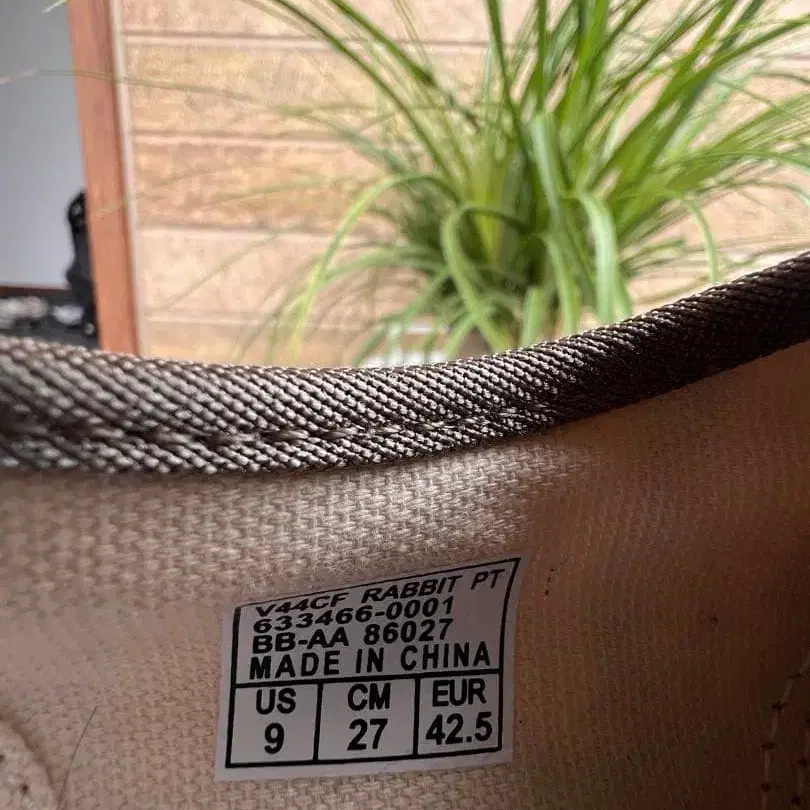 V44CF RABBIT PT
633466-0001
BB-AA 86027
MADE IN CHINA
US CM EUR
9 27 42.5